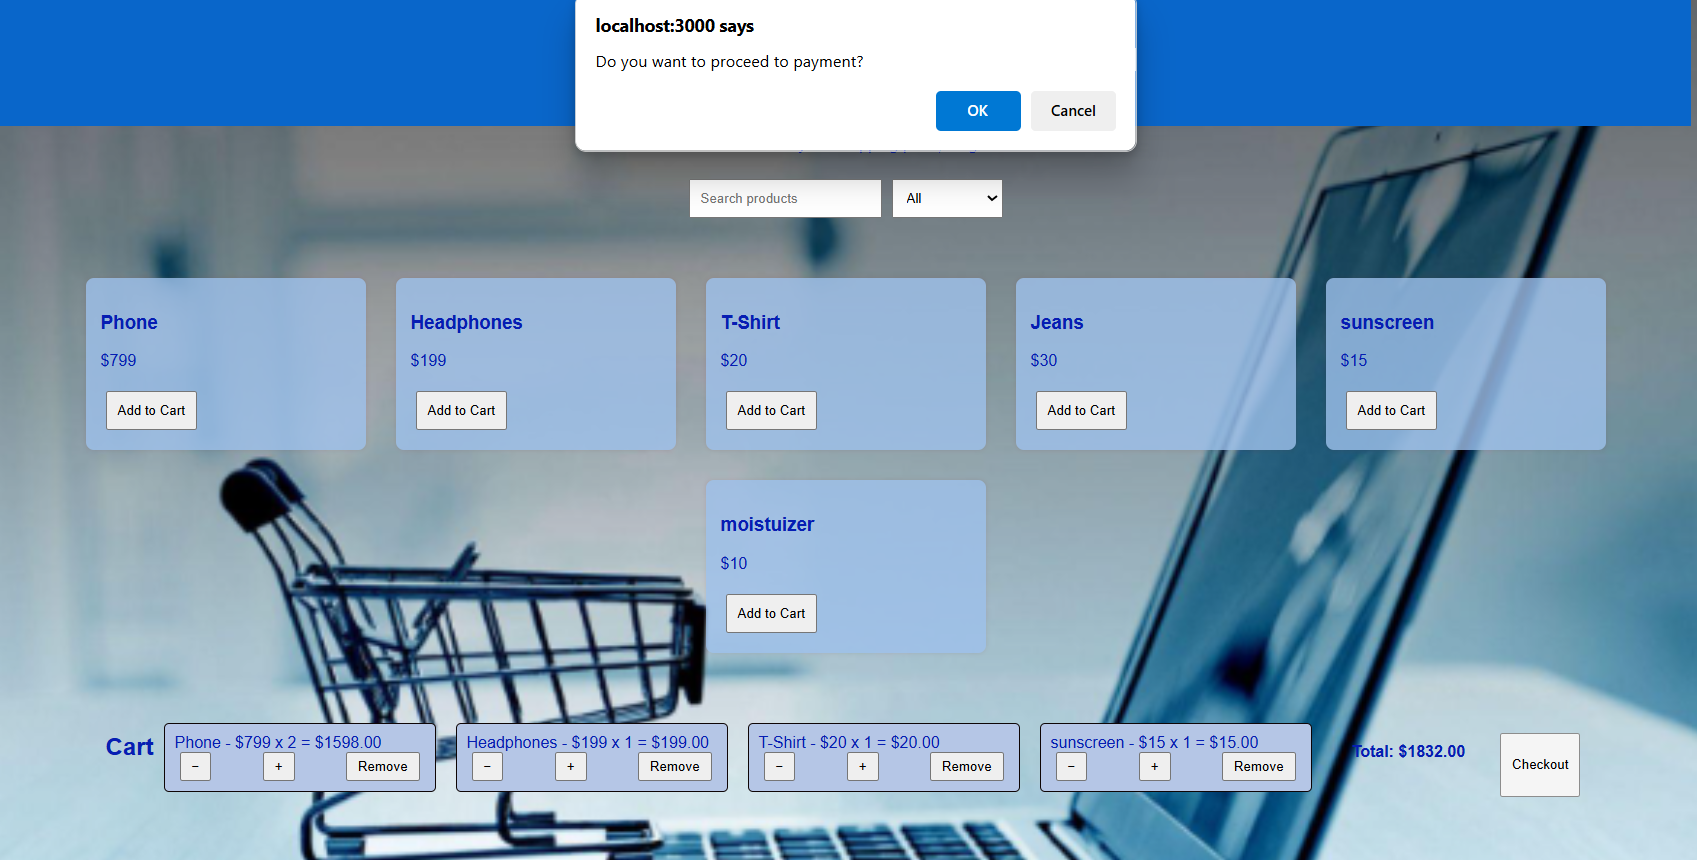 localhost:3000 says
Do you want to proceed to payment?
OK Cancel
Search products All
Phone
$799
Add to Cart
Headphones
$199
Add to Cart
T-Shirt
$20
Add to Cart
Jeans
$30
Add to Cart
sunscreen
$15
Add to Cart
moistuizer
$10
Add to Cart
Cart
Phone - $799 x 2 = $1598.00
− + Remove
Headphones - $199 x 1 = $199.00
− + Remove
T-Shirt - $20 x 1 = $20.00
− + Remove
sunscreen - $15 x 1 = $15.00
− + Remove
Total: $1832.00
Checkout